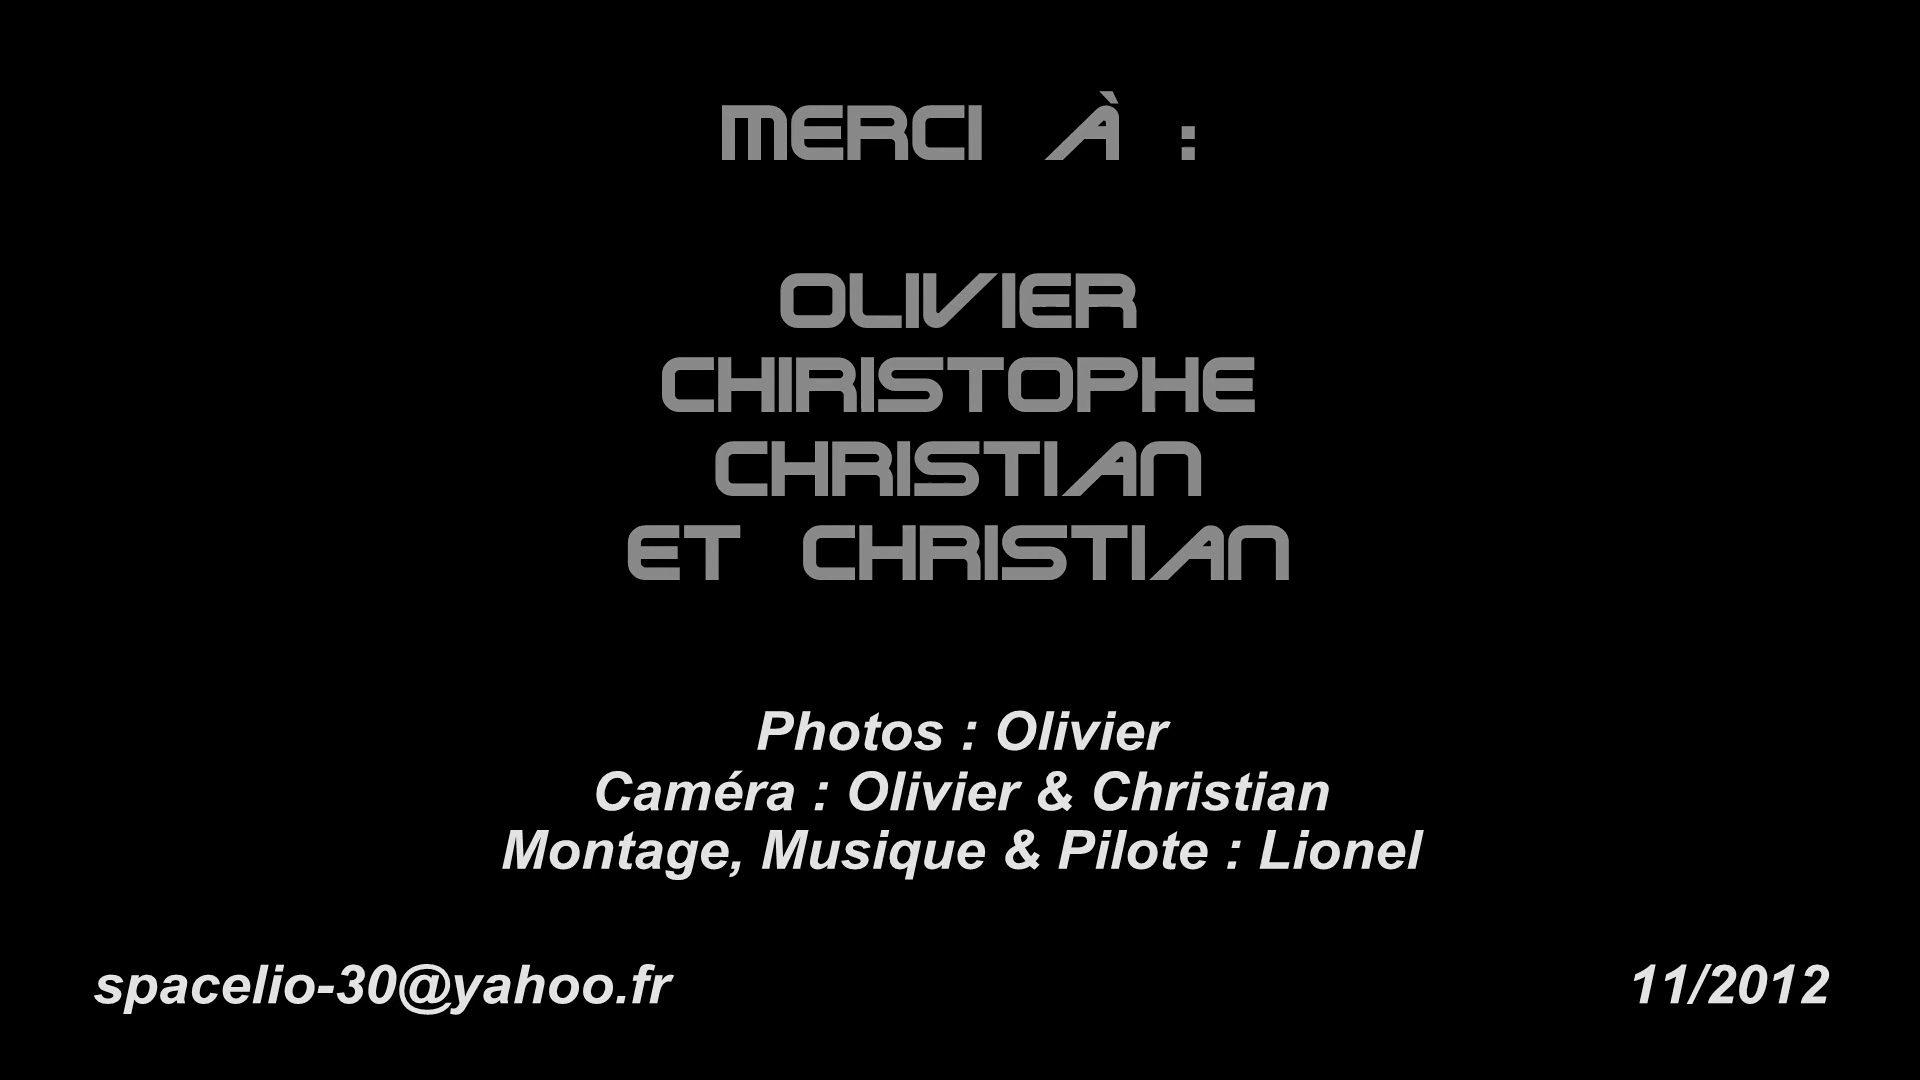 MERCI À :
OLIVIER
CHIRISTOPHE
CHRISTIAN
ET CHRISTIAN
Photos : Olivier
Caméra : Olivier & Christian
Montage, Musique & Pilote : Lionel
spacelio-30@yahoo.fr
11/2012